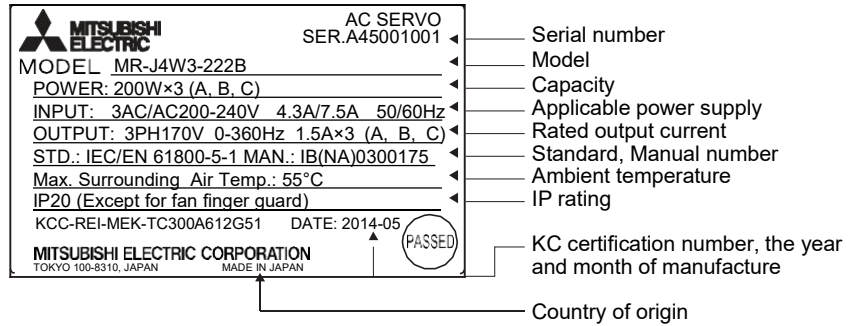 MITSUBISHI
ELECTRIC
AC SERVO
SER.A45001001
MODEL MR-J4W3-222B
POWER: 200W×3 (A, B, C)
INPUT: 3AC/AC200-240V 4.3A/7.5A 50/60Hz
OUTPUT: 3PH170V 0-360Hz 1.5A×3 (A, B, C)
STD.: IEC/EN 61800-5-1 MAN.: IB(NA)0300175
Max. Surrounding Air Temp.: 55°C
IP20 (Except for fan finger guard)
KCC-REI-MEK-TC300A612G51 DATE: 2014-05
PASSED
MITSUBISHI ELECTRIC CORPORATION
TOKYO 100-8310, JAPAN MADE IN JAPAN
Serial number
Model
Capacity
Applicable power supply
Rated output current
Standard, Manual number
Ambient temperature
IP rating
KC certification number, the year
and month of manufacture
Country of origin